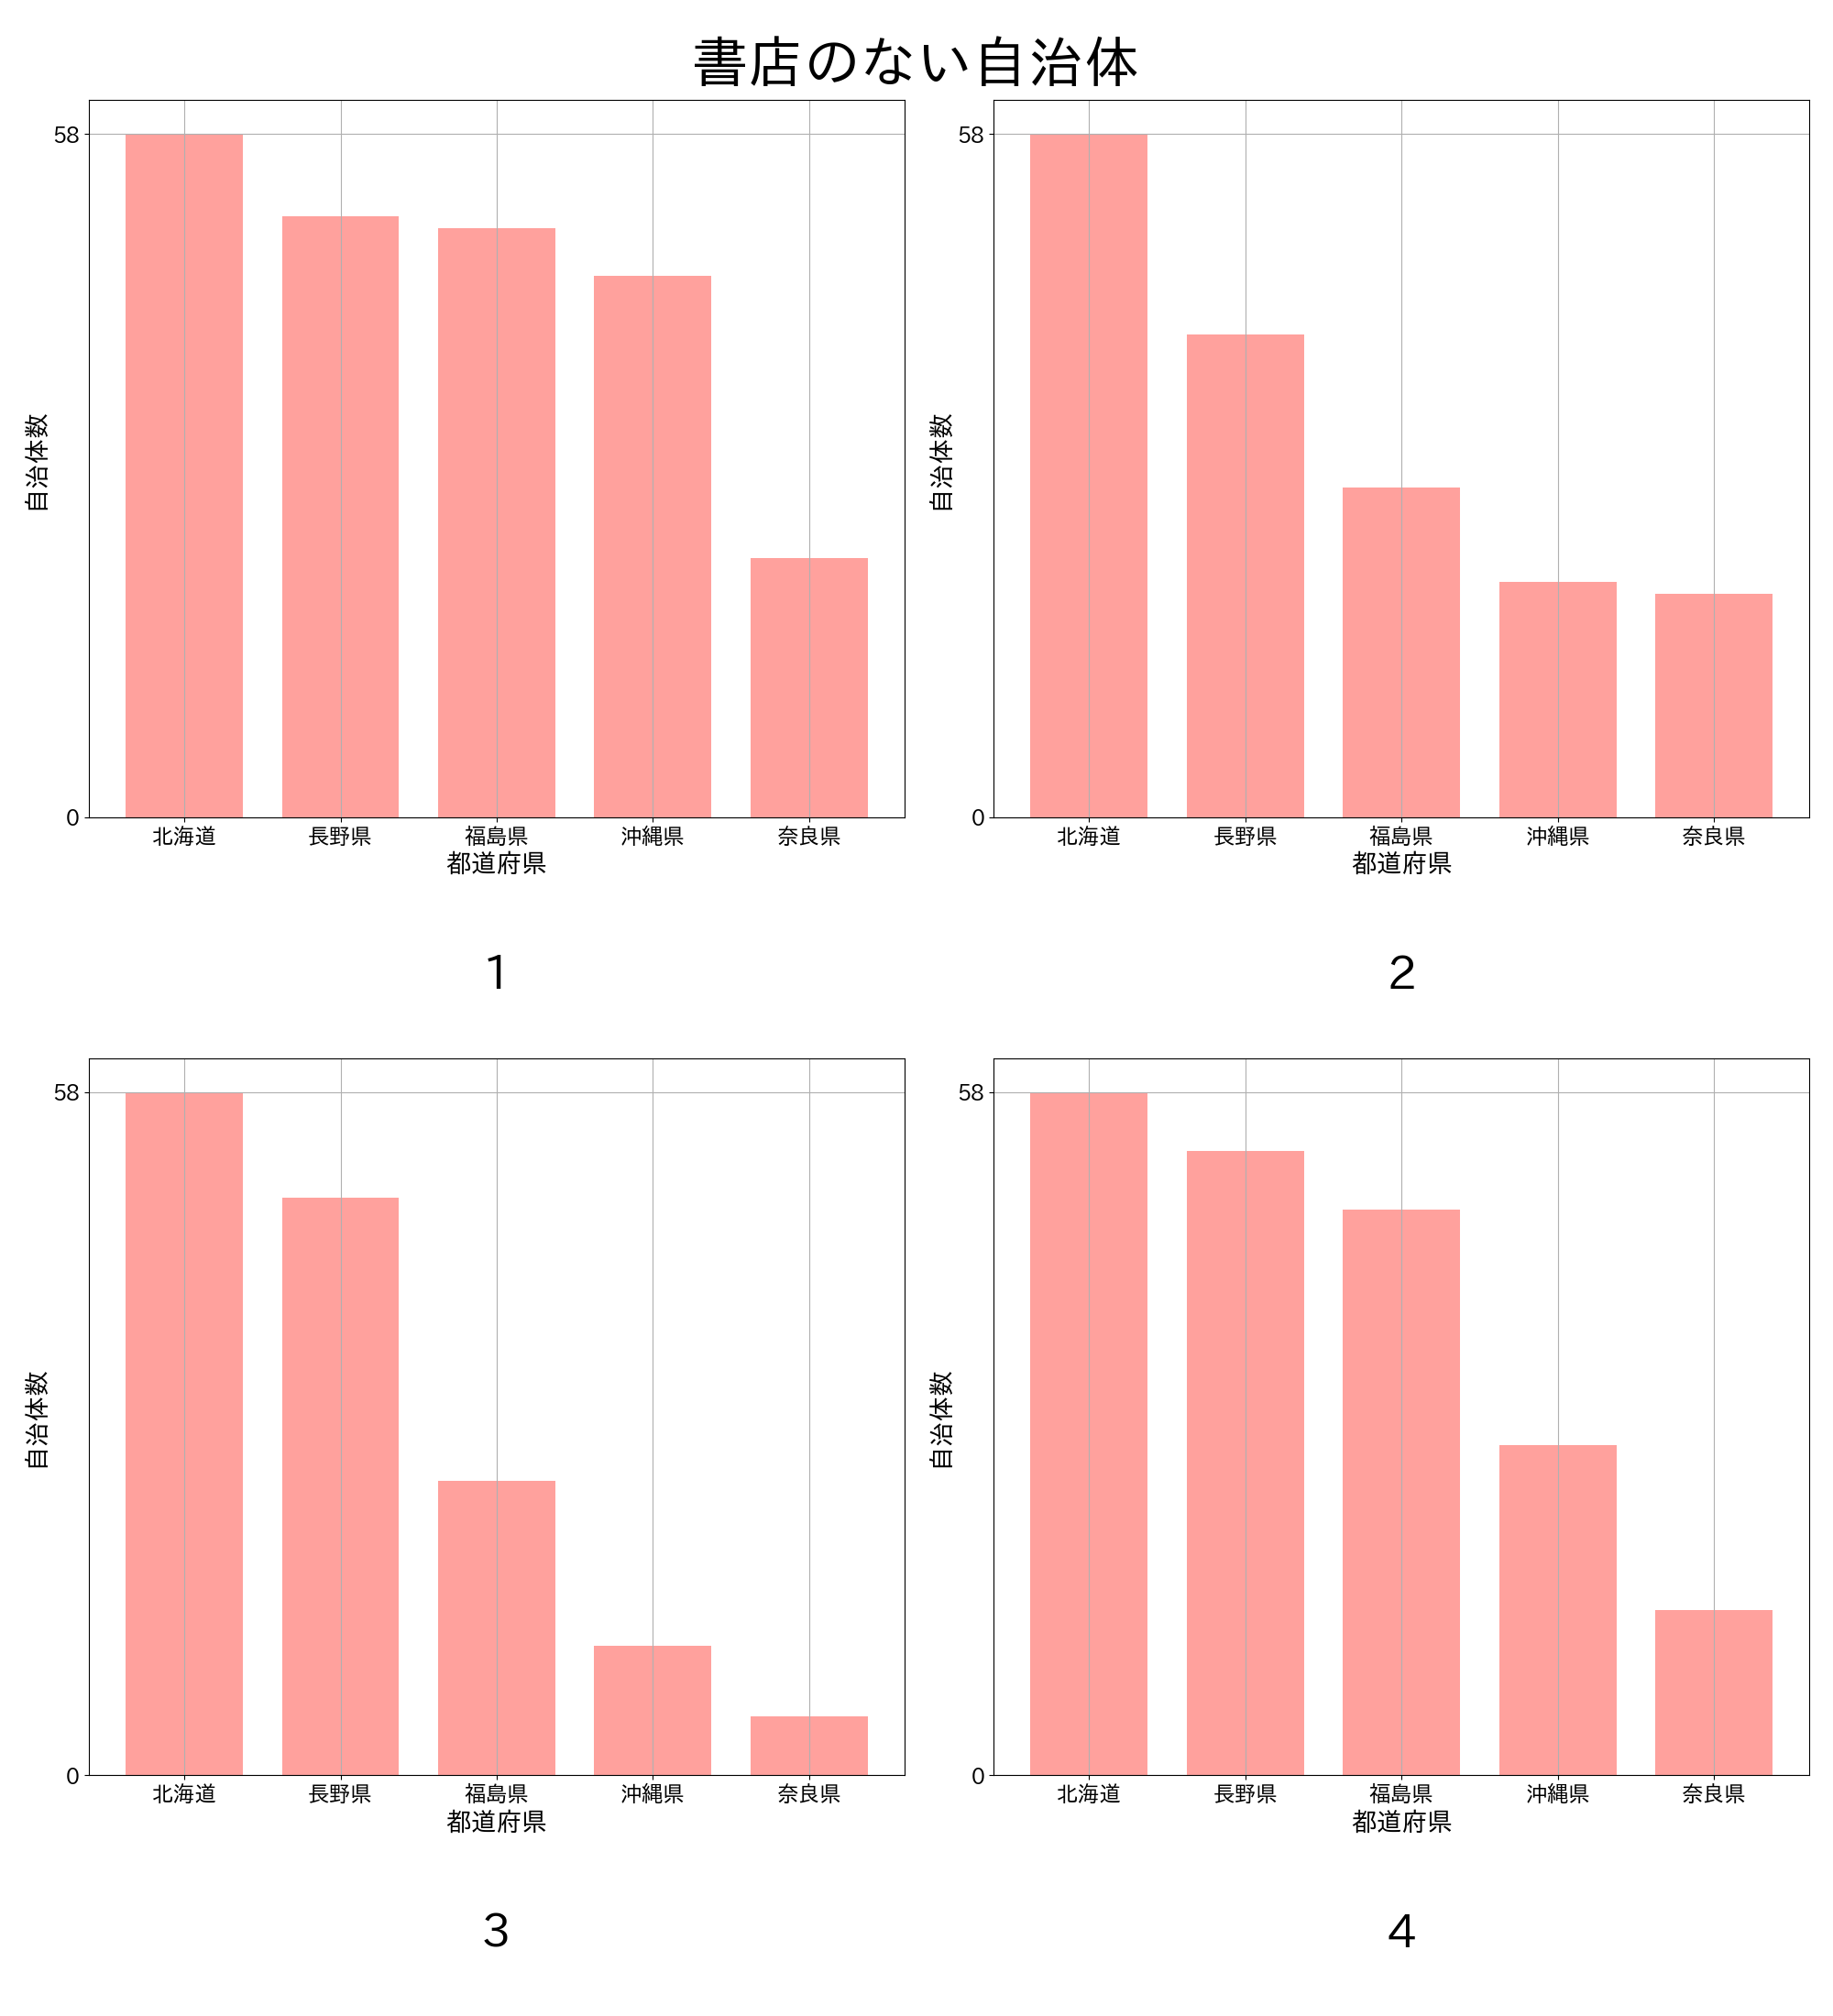 書店のない自治体
58
0
自治体数
北海道 長野県 福島県 沖縄県 奈良県
都道府県
1
58
0
自治体数
北海道 長野県 福島県 沖縄県 奈良県
都道府県
2
58
0
自治体数
北海道 長野県 福島県 沖縄県 奈良県
都道府県
3
58
0
自治体数
北海道 長野県 福島県 沖縄県 奈良県
都道府県
4